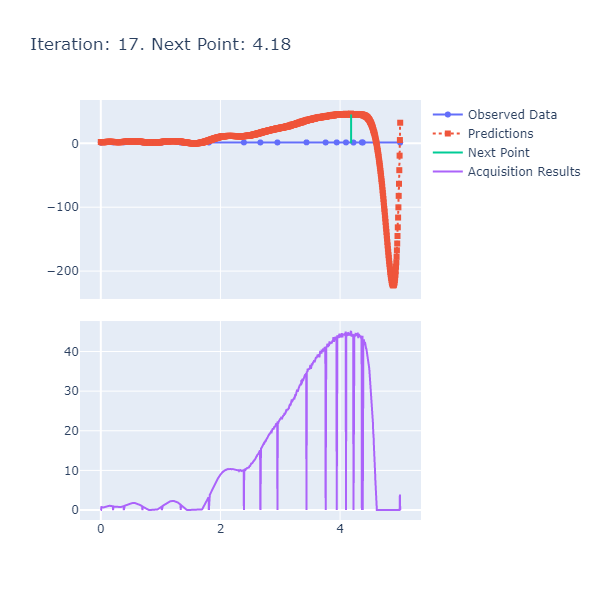 Iteration: 17. Next Point: 4.18
0
−100
−200
Observed Data
Predictions
Next Point
Acquisition Results
40
30
20
10
0
0
2
4